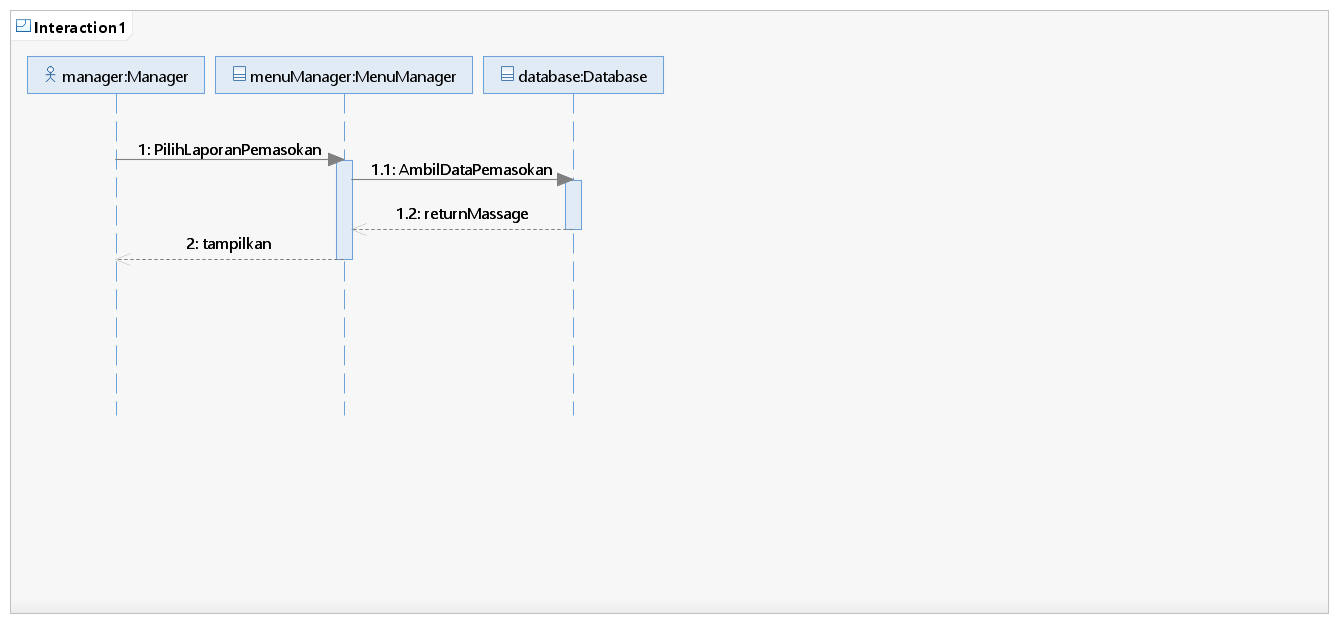 Interaction1
manager:Manager
menuManager:MenuManager
database:Database
1: PilihLaporanPemasokan
1.1: AmbilDataPemasokan
1.2: returnMassage
2: tampilkan